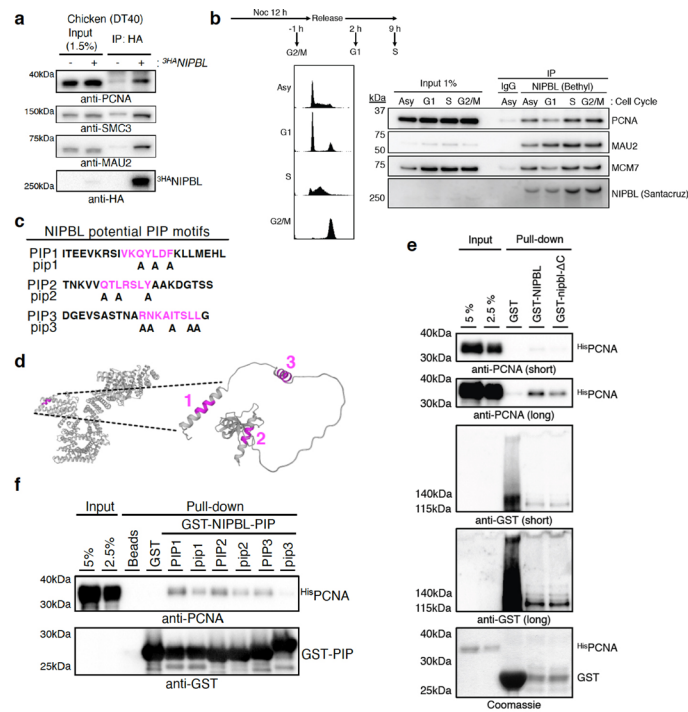 a
Chicken (DT40)
Input
(1.5%)
IP: HA
- + - + : 3HANIPBL
40kDa
anti-PCNA
150kDa
anti-SMC3
75kDa
anti-MAU2
250kDa
3HANIPBL
anti-HA
b
Noc 12 h
Release
-1 h
2 h
9 h
G2/M
G1
S
Asy
G1
S
G2/M
IP
Input 1%
IgG
NIPBL (Bethyl)
kDa
Asy G1 S G2/M Asy Asy G1 S G2/M : Cell Cycle
37
PCNA
50
MAU2
75
75
MCM7
50
250
NIPBL (Santacruz)
c
NIPBL potential PIP motifs
PIP1 ITEEVKRSIVKQYLDFKLLMEHL
pip1 A A A
PIP2 TNKVVQTLRSLYAAKDGTSS
pip2 A A A
PIP3 DGEVSASTNARNKAITSLLG
pip3 AA A AA
d
1
2
3
e
Input
Pull-down
5 %
2.5 %
GST
GST-NIPBL
GST-nipbl-ΔC
40kDa
30kDa
HisPCNA
anti-PCNA (short)
40kDa
30kDa
HisPCNA
anti-PCNA (long)
140kDa
115kDa
anti-GST (short)
140kDa
115kDa
anti-GST (long)
40kDa
30kDa
25kDa
HisPCNA
GST
Coomassie
f
Input
Pull-down
GST-NIPBL-PIP
5%
2.5%
Beads
GST
PIP1
pip1
PIP2
pip2
PIP3
pip3
40kDa
30kDa
HisPCNA
anti-PCNA
30kDa
25kDa
GST-PIP
anti-GST